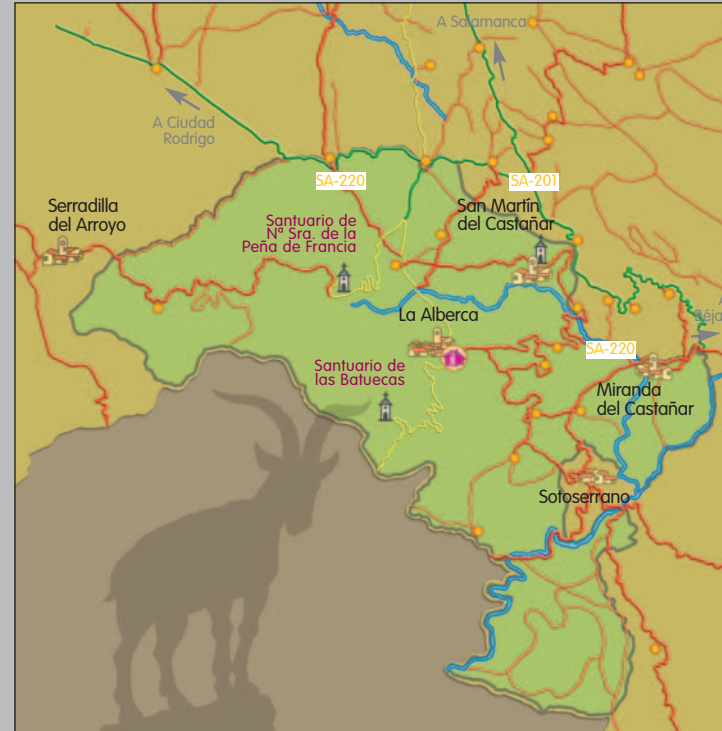 A Salamanca
A Ciudad
Rodrigo
SA-220
SA-201
Serradilla
del Arroyo
Santuario de
Nª Sra. de la
Peña de Francia
San Martín
del Castañar
La Alberca
A
Béja
SA-220
Santuario de
las Batuecas
Miranda
del Castañar
Sotoserrano